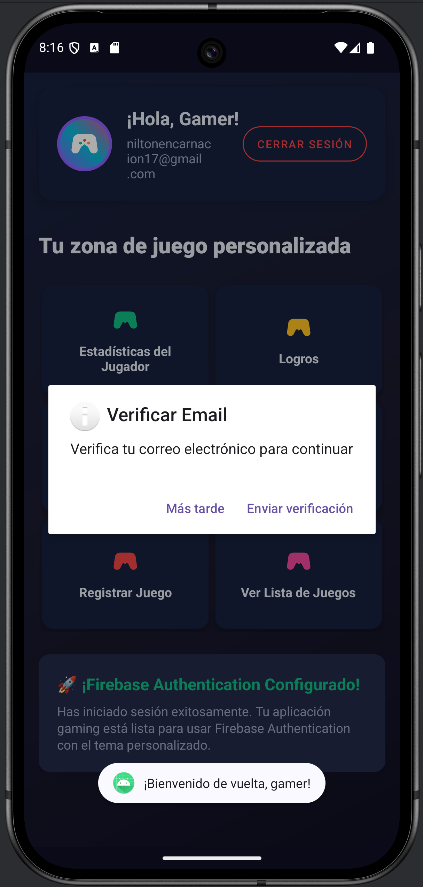 8:16
¡Hola, Gamer!
niltonencarnac
ion17@gmail
.com
CERRAR SESIÓN
Tu zona de juego personalizada
Estadísticas del
Jugador
Logros
Verificar Email
Verifica tu correo electrónico para continuar
Más tarde
Enviar verificación
Registrar Juego
Ver Lista de Juegos
🚀 ¡Firebase Authentication Configurado!
Has iniciado sesión exitosamente. Tu aplicación
gaming está lista para usar Firebase Authentication
con el tema personalizado.
¡Bienvenido de vuelta, gamer!